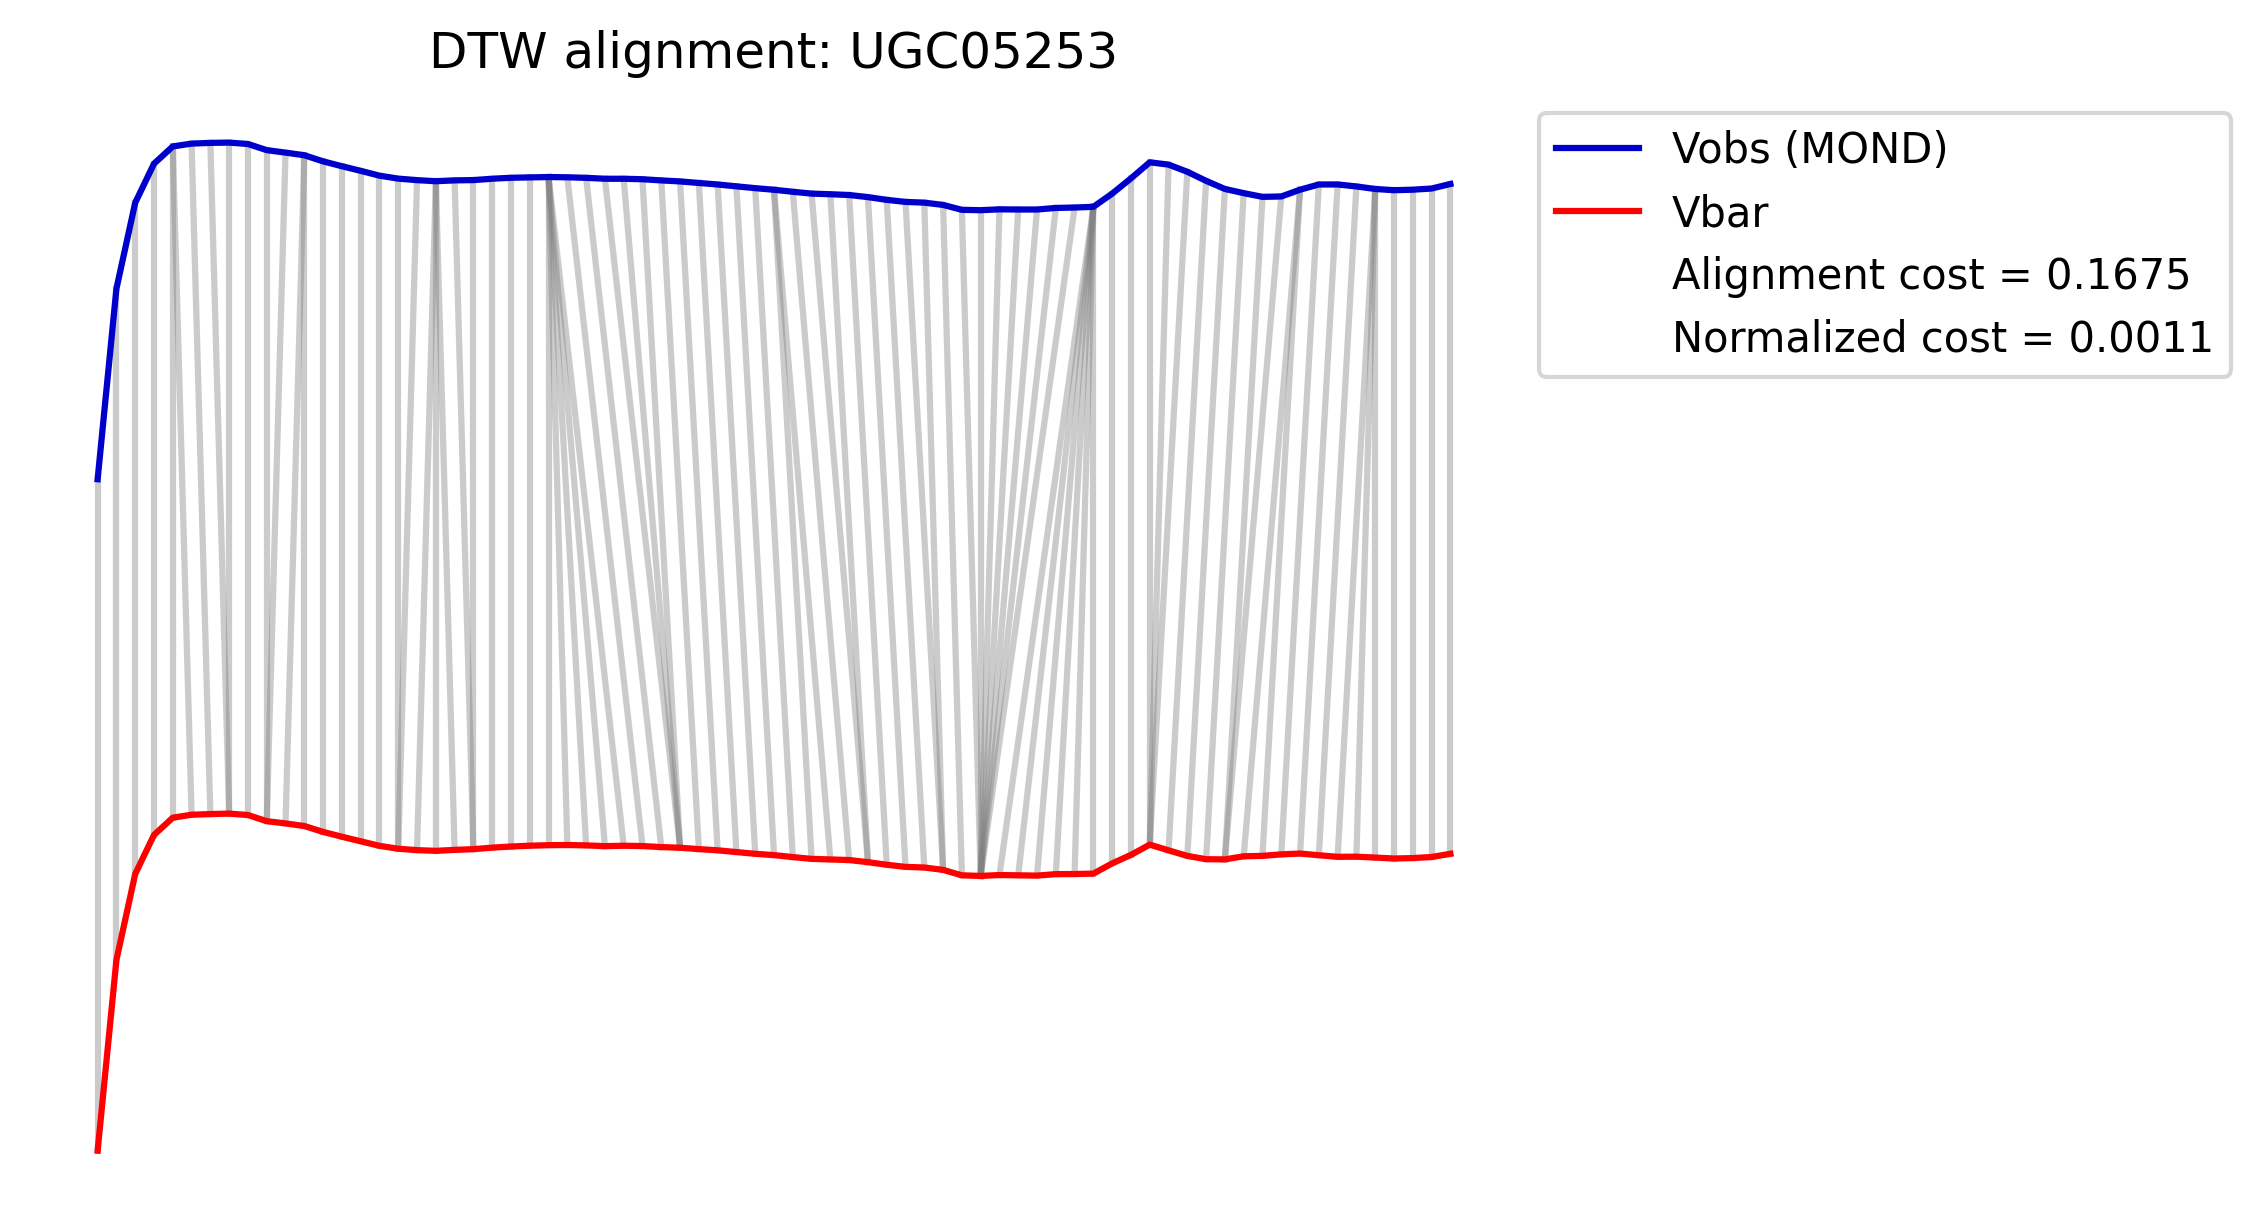 DTW alignment: UGC05253
Vobs (MOND)
Vbar
Alignment cost = 0.1675
Normalized cost = 0.0011